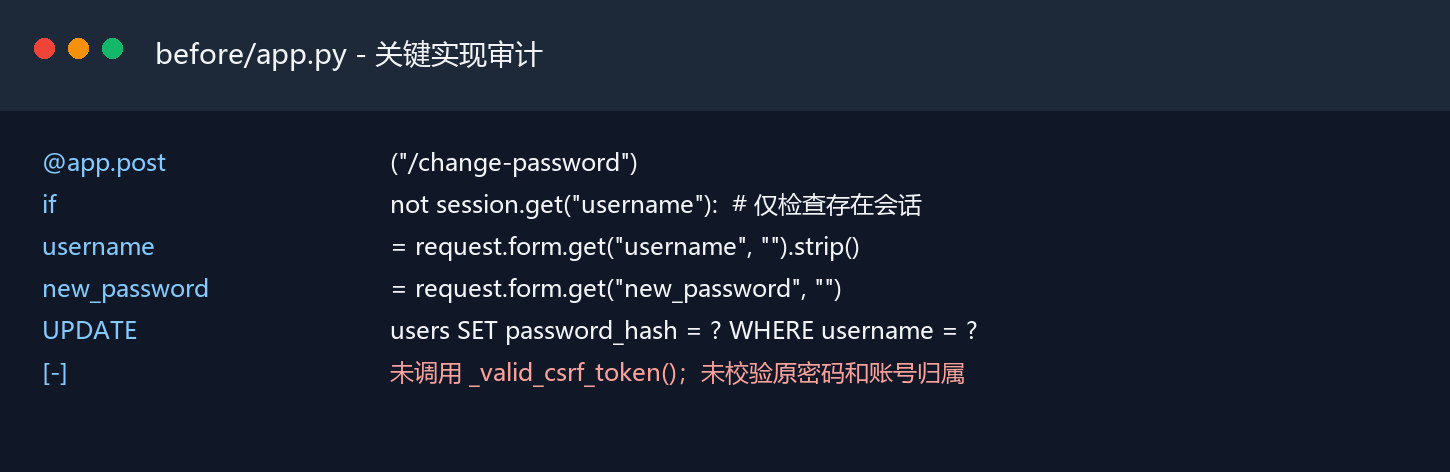 before/app.py - 关键实现审计
@app.post ("/change-password")
if not session.get("username"): # 仅检查存在会话
username = request.form.get("username", "").strip()
new_password = request.form.get("new_password", "")
UPDATE users SET password_hash = ? WHERE username = ?
[-] 未调用 _valid_csrf_token()；未校验原密码和账号归属